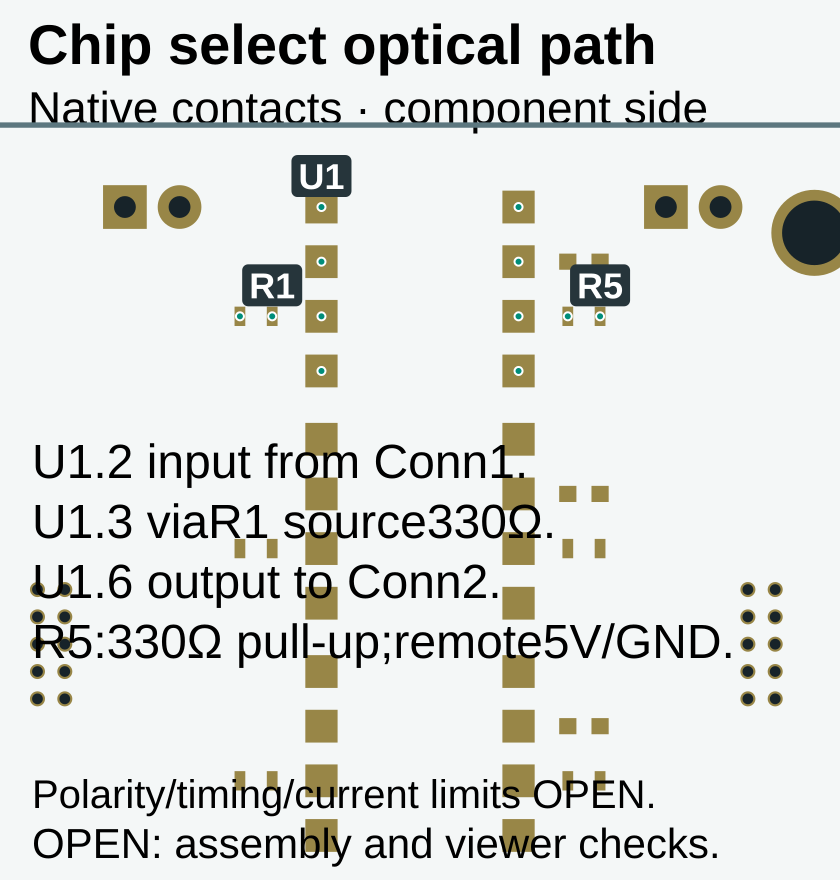 Chip select optical path
Native contacts · component side
U1
R1
R5
U1.2 input from Conn1.
U1.3 viaR1 source330Ω.
U1.6 output to Conn2.
R5:330Ω pull-up;remote5V/GND.
Polarity/timing/current limits OPEN.
OPEN: assembly and viewer checks.